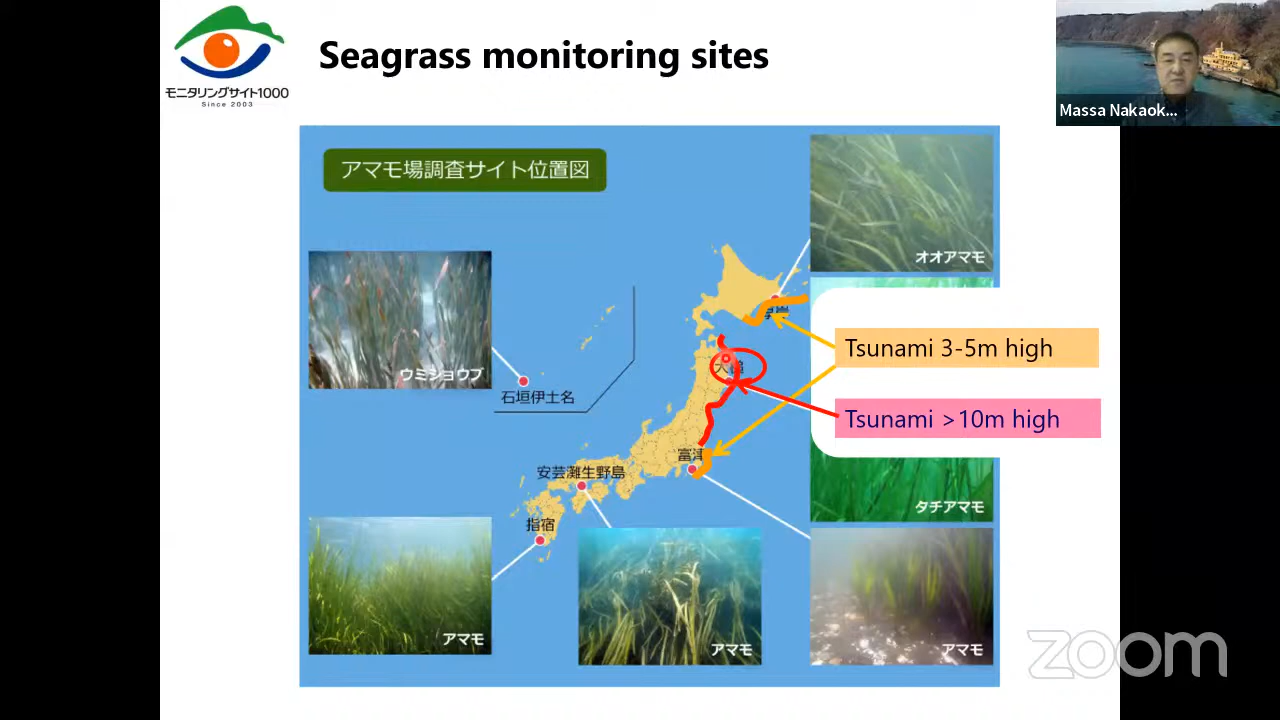 モニタリングサイト1000
Since 2003
Seagrass monitoring sites
Massa Nakaok...
アマモ場調査サイト位置図
オオアマモ
ウミショウブ
石垣伊土名
Tsunami 3-5m high
Tsunami >10m high
富津
安芸灘生野島
指宿
タチアマモ
アマモ
アマモ
アマモ
zoom